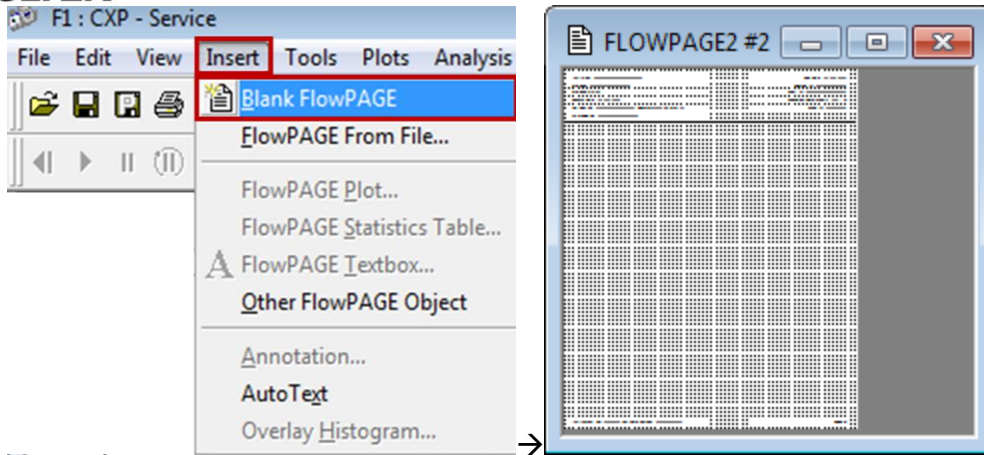 F1 : CXP - Service
File Edit View Insert Tools Plots Analysis
Blank FlowPAGE
FlowPAGE From File...
FlowPAGE Plot...
FlowPAGE Statistics Table...
A FlowPAGE Textbox...
Other FlowPAGE Object
Annotation...
AutoText
Overlay Histogram...
→
FLOWPAGE2 #2